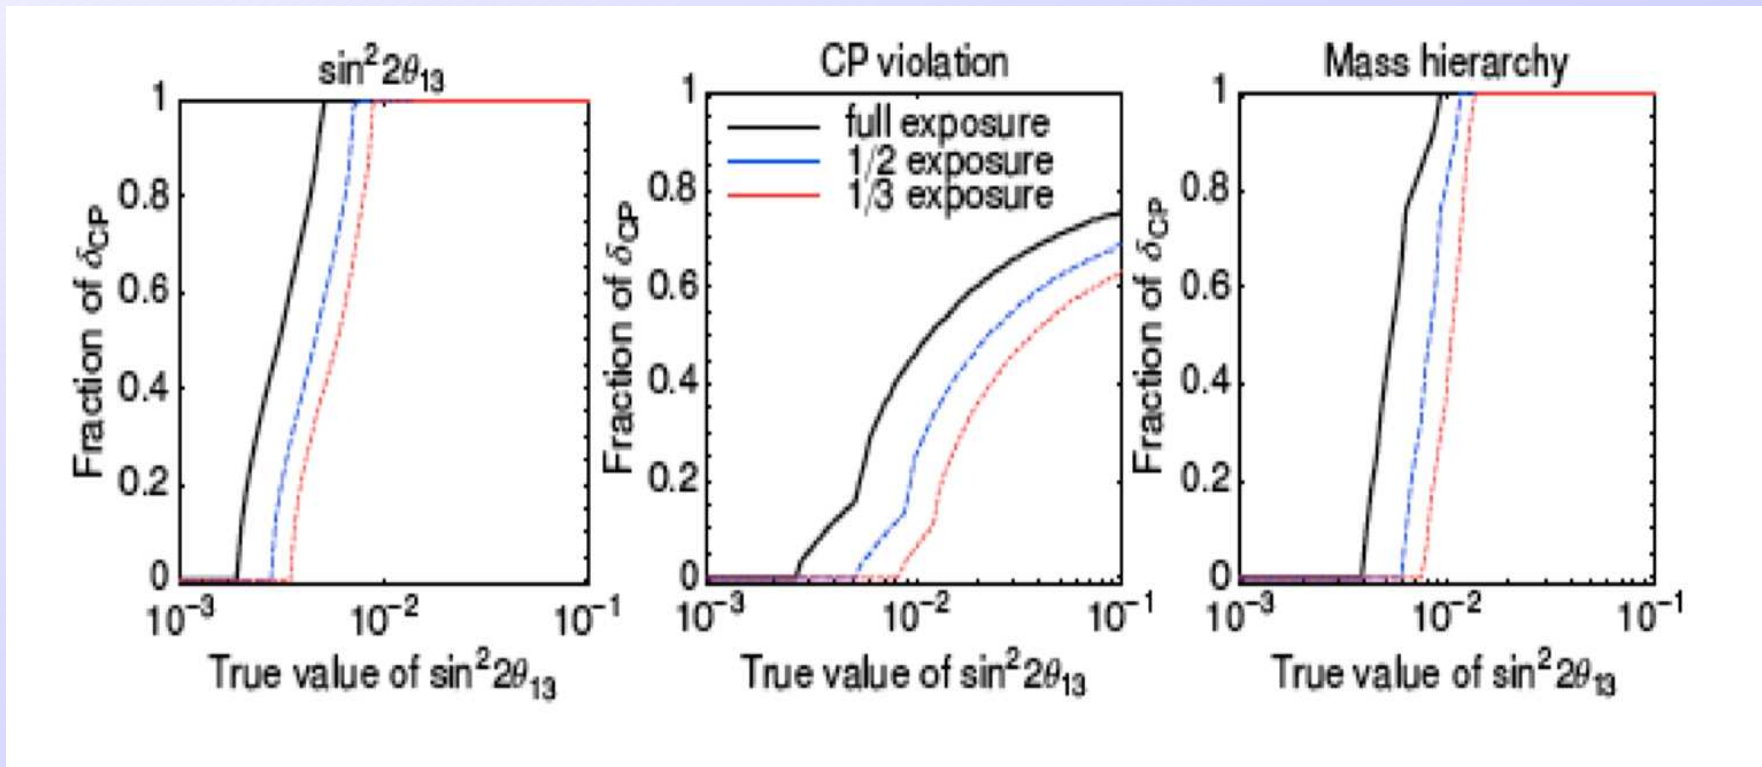 sin²2θ₁₃
1
0.8
0.6
0.4
0.2
0
10⁻³ 10⁻² 10⁻¹
Fraction of δCP
True value of sin²2θ₁₃
CP violation
full exposure
1/2 exposure
1/3 exposure
1
0.8
0.6
0.4
0.2
0
10⁻³ 10⁻² 10⁻¹
Fraction of δCP
True value of sin²2θ₁₃
Mass hierarchy
1
0.8
0.6
0.4
0.2
0
10⁻³ 10⁻² 10⁻¹
Fraction of δCP
True value of sin²2θ₁₃